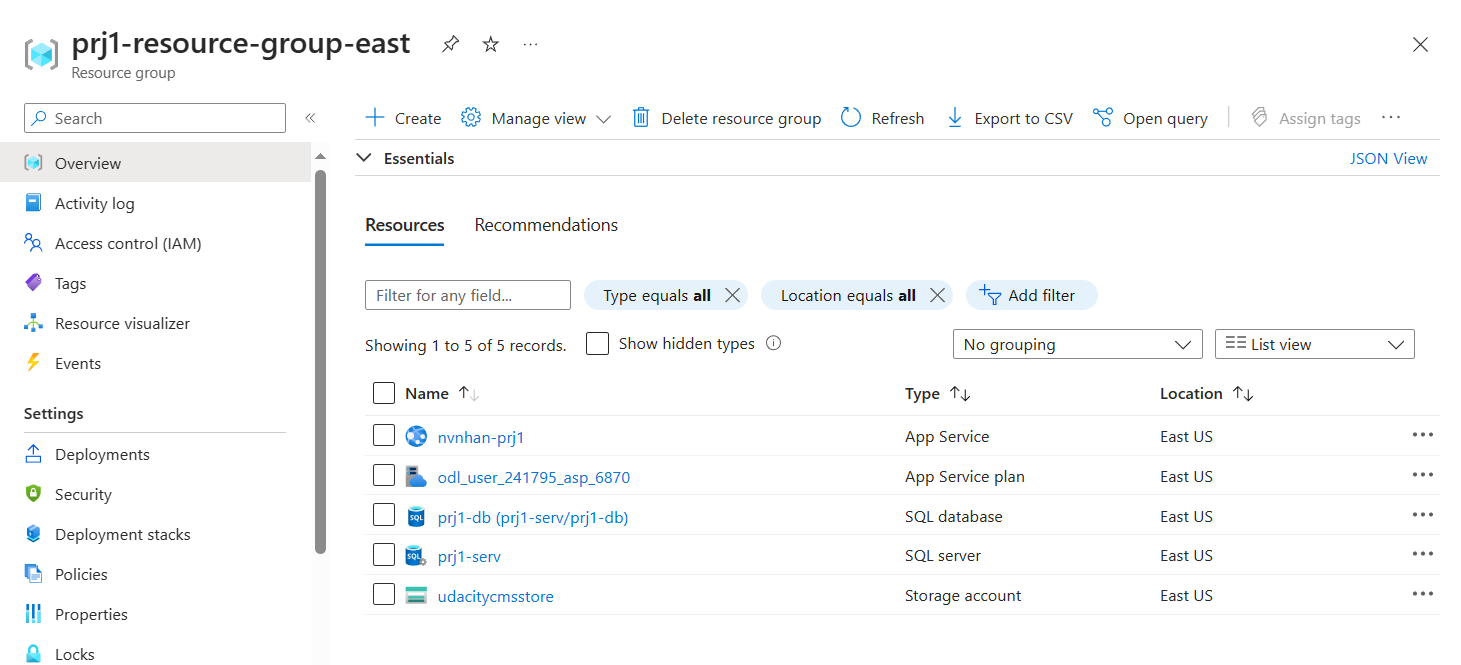 prj1-resource-group-east
Resource group
Search
Create
Manage view
Delete resource group
Refresh
Export to CSV
Open query
Assign tags
Overview
Activity log
Access control (IAM)
Tags
Resource visualizer
Events
Settings
Deployments
Security
Deployment stacks
Policies
Properties
Locks
Essentials
JSON View
Resources
Recommendations
Filter for any field...
Type equals all
Location equals all
Add filter
Showing 1 to 5 of 5 records.
Show hidden types
No grouping
List view
Name Type Location
nvnhan-prj1 App Service East US
odl_user_241795_asp_6870 App Service plan East US
SQL prj1-db (prj1-serv/prj1-db) SQL database East US
SQL prj1-serv SQL server East US
udacitycmsstore Storage account East US